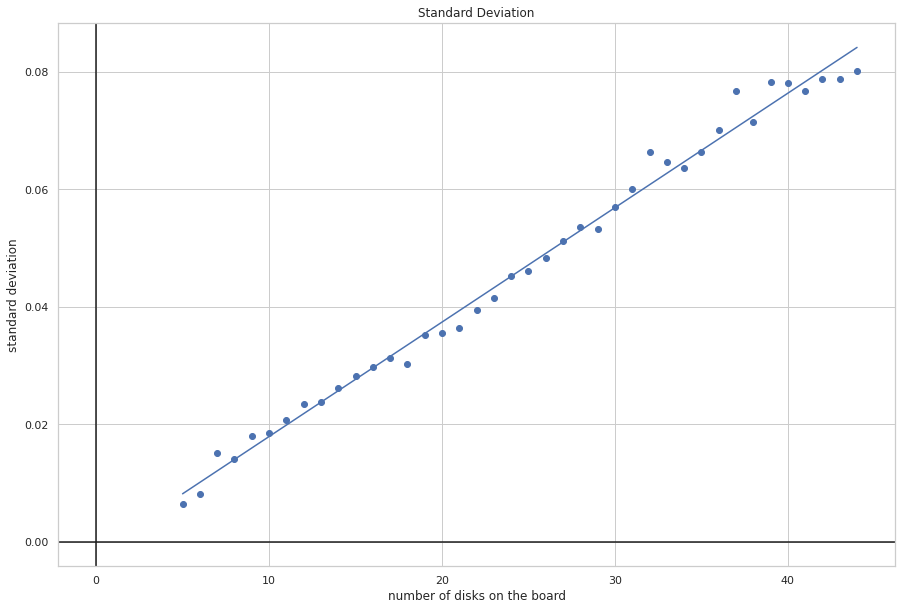 Standard Deviation
0.08
0.06
0.04
0.02
0.00
standard deviation
0 10 20 30 40
number of disks on the board